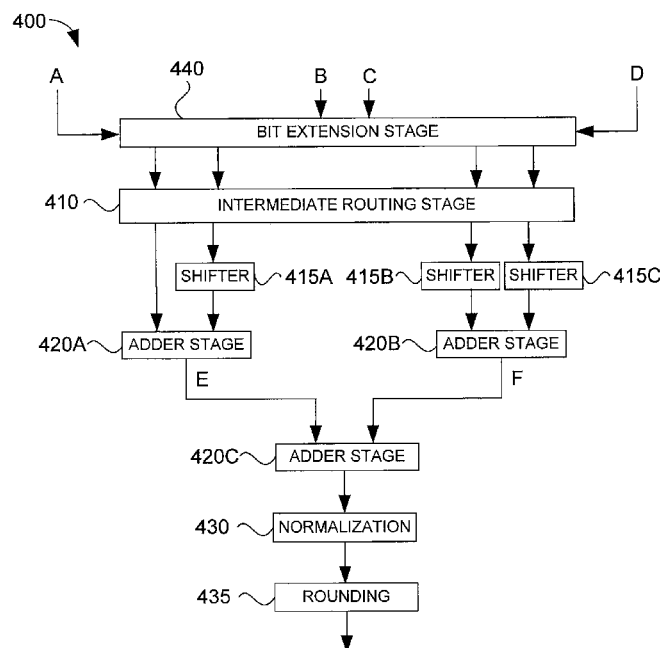 400
A
440
B
C
D
BIT EXTENSION STAGE
410
INTERMEDIATE ROUTING STAGE
SHIFTER
415A
415B
SHIFTER
SHIFTER
415C
420A
ADDER STAGE
420B
ADDER STAGE
E
F
420C
ADDER STAGE
430
NORMALIZATION
435
ROUNDING